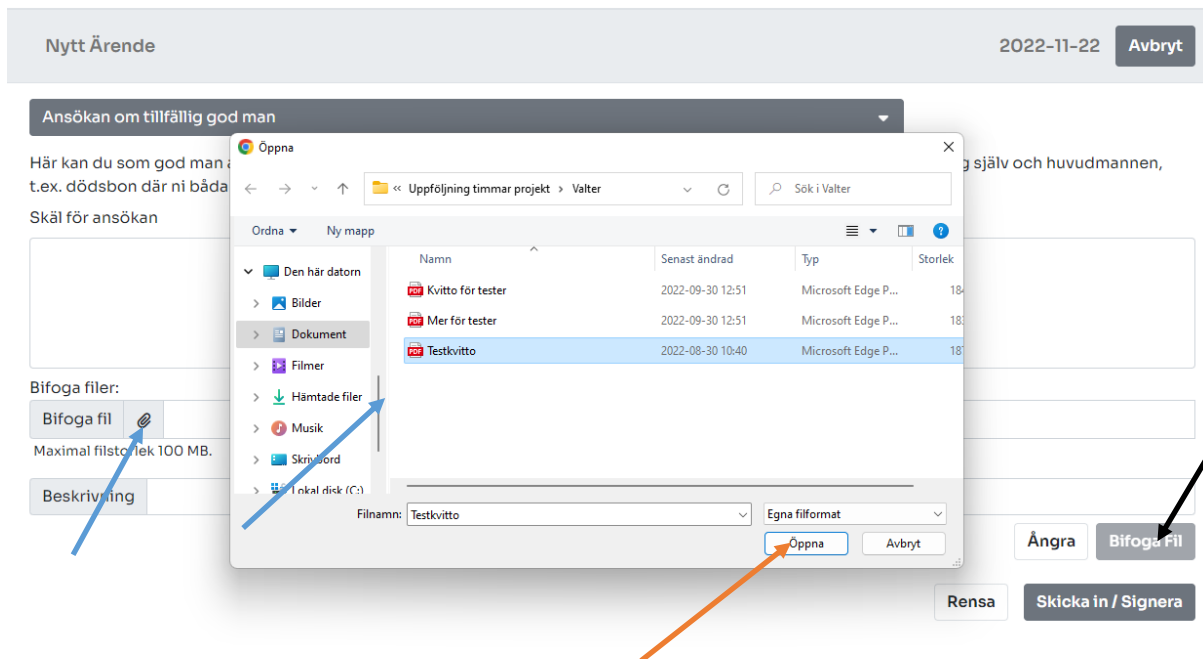 Nytt Ärende 2022-11-22 Avbryt
Ansökan om tillfällig god man
Här kan du som god man g själv och huvudmannen,
t.ex. dödsbon där ni båda
Skäl för ansökan
Öppna
« Uppföljning timmar projekt > Valter Sök i Valter
Ordna Ny mapp
Namn Senast ändrad Typ Storlek
Den här datorn
Bilder
Dokument
Filmer
Hämtade filer
Musik
Skrivbord
Lokal disk (C:)
Kvitto för tester 2022-09-30 12:51 Microsoft Edge P... 184
Mer för tester 2022-09-30 12:51 Microsoft Edge P... 183
Testkvitto 2022-08-30 10:40 Microsoft Edge P... 187
Filnamn: Testkvitto Egna filformat
Öppna Avbryt
Bifoga filer:
Bifoga fil
Maximal filstorlek 100 MB.
Beskrivning
Ångra Bifoga Fil
Rensa Skicka in / Signera